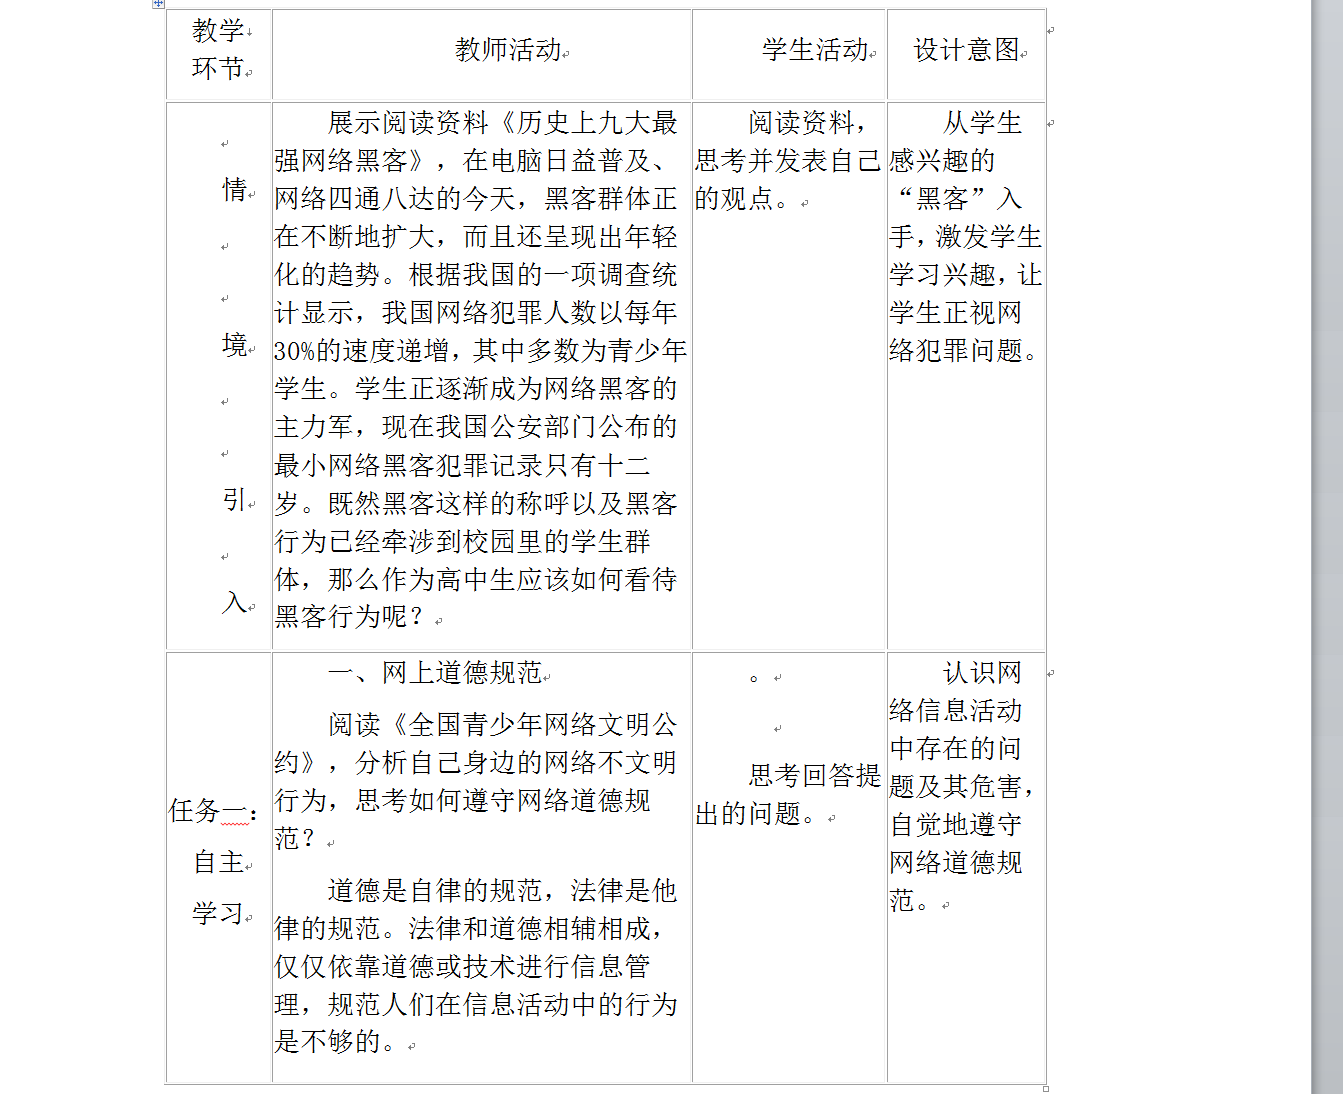 教学
环节
教师活动
学生活动
设计意图
情
境
引
入
展示阅读资料《历史上九大最
强网络黑客》，在电脑日益普及、
网络四通八达的今天，黑客群体正
在不断地扩大，而且还呈现出年轻
化的趋势。根据我国的一项调查统
计显示，我国网络犯罪人数以每年
30%的速度递增，其中多数为青少年
学生。学生正逐渐成为网络黑客的
主力军，现在我国公安部门公布的
最小网络黑客犯罪记录只有十二
岁。既然黑客这样的称呼以及黑客
行为已经牵涉到校园里的学生群
体，那么作为高中生应该如何看待
黑客行为呢？
阅读资料，
思考并发表自己
的观点。
从学生
感兴趣的
“黑客”入
手，激发学生
学习兴趣，让
学生正视网
络犯罪问题。
任务一：
自主
学习
一、网上道德规范
阅读《全国青少年网络文明公
约》，分析自己身边的网络不文明
行为，思考如何遵守网络道德规
范？
道德是自律的规范，法律是他
律的规范。法律和道德相辅相成，
仅仅依靠道德或技术进行信息管
理，规范人们在信息活动中的行为
是不够的。
。
思考回答提
出的问题。
认识网
络信息活动
中存在的问
题及其危害，
自觉地遵守
网络道德规
范。